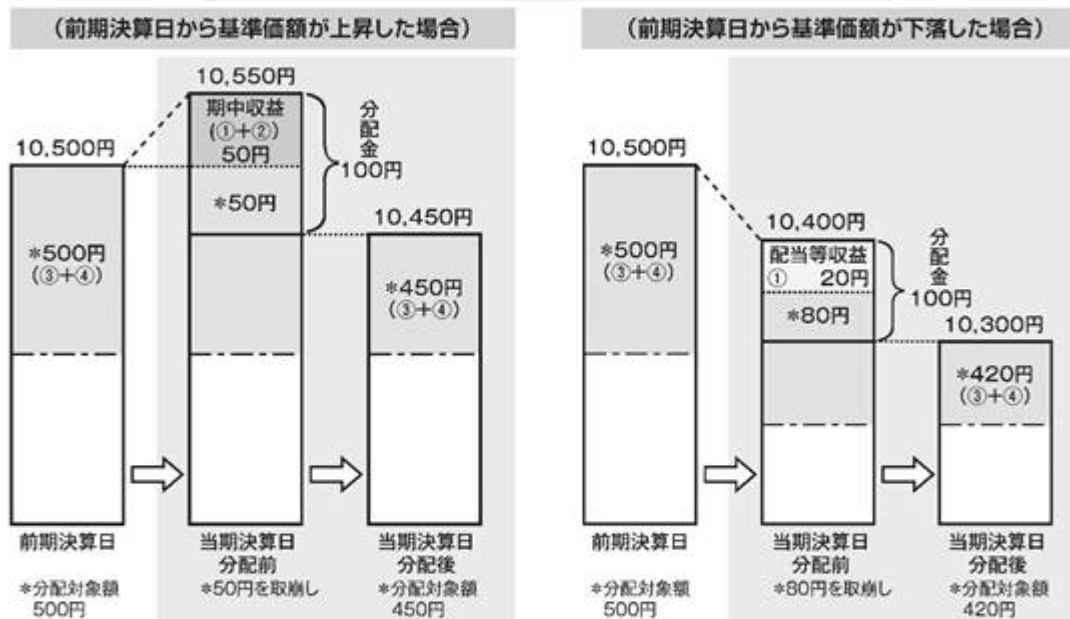 (前期決算日から基準価額が上昇した場合)
10,550円
期中収益
(①+②)
50円
*50円
分配金
100円
10,500円
*500円
(③+④)
10,450円
*450円
(③+④)
前期決算日
*分配対象額
500円
当期決算日
分配前
*50円を取崩し
当期決算日
分配後
*分配対象額
450円
(前期決算日から基準価額が下落した場合)
10,500円
*500円
(③+④)
10,400円
配当等収益
① 20円
*80円
分配金
100円
10,300円
*420円
(③+④)
前期決算日
*分配対象額
500円
当期決算日
分配前
*80円を取崩し
当期決算日
分配後
*分配対象額
420円